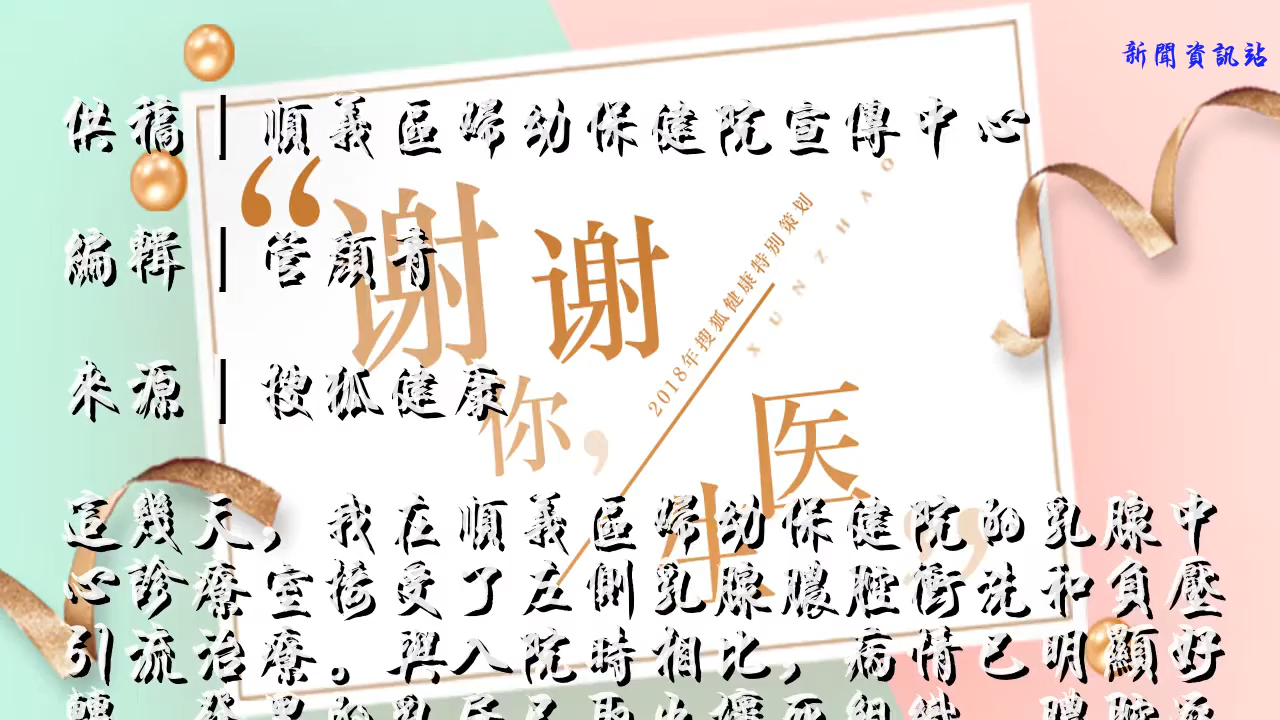 新聞資訊站
供稿｜順義區婦幼保健院宣傳中心
編輯｜管顏青
來源｜搜狐健康
這幾天，我在順義區婦幼保健院的乳腺中
心診療室接受了左側乳腺膿腫衝洗和負壓
引流治療。與入院時相比，病情已明顯好
“谢谢
你，
医
生”
2018年搜狐健康特别策划
XUNZHAO